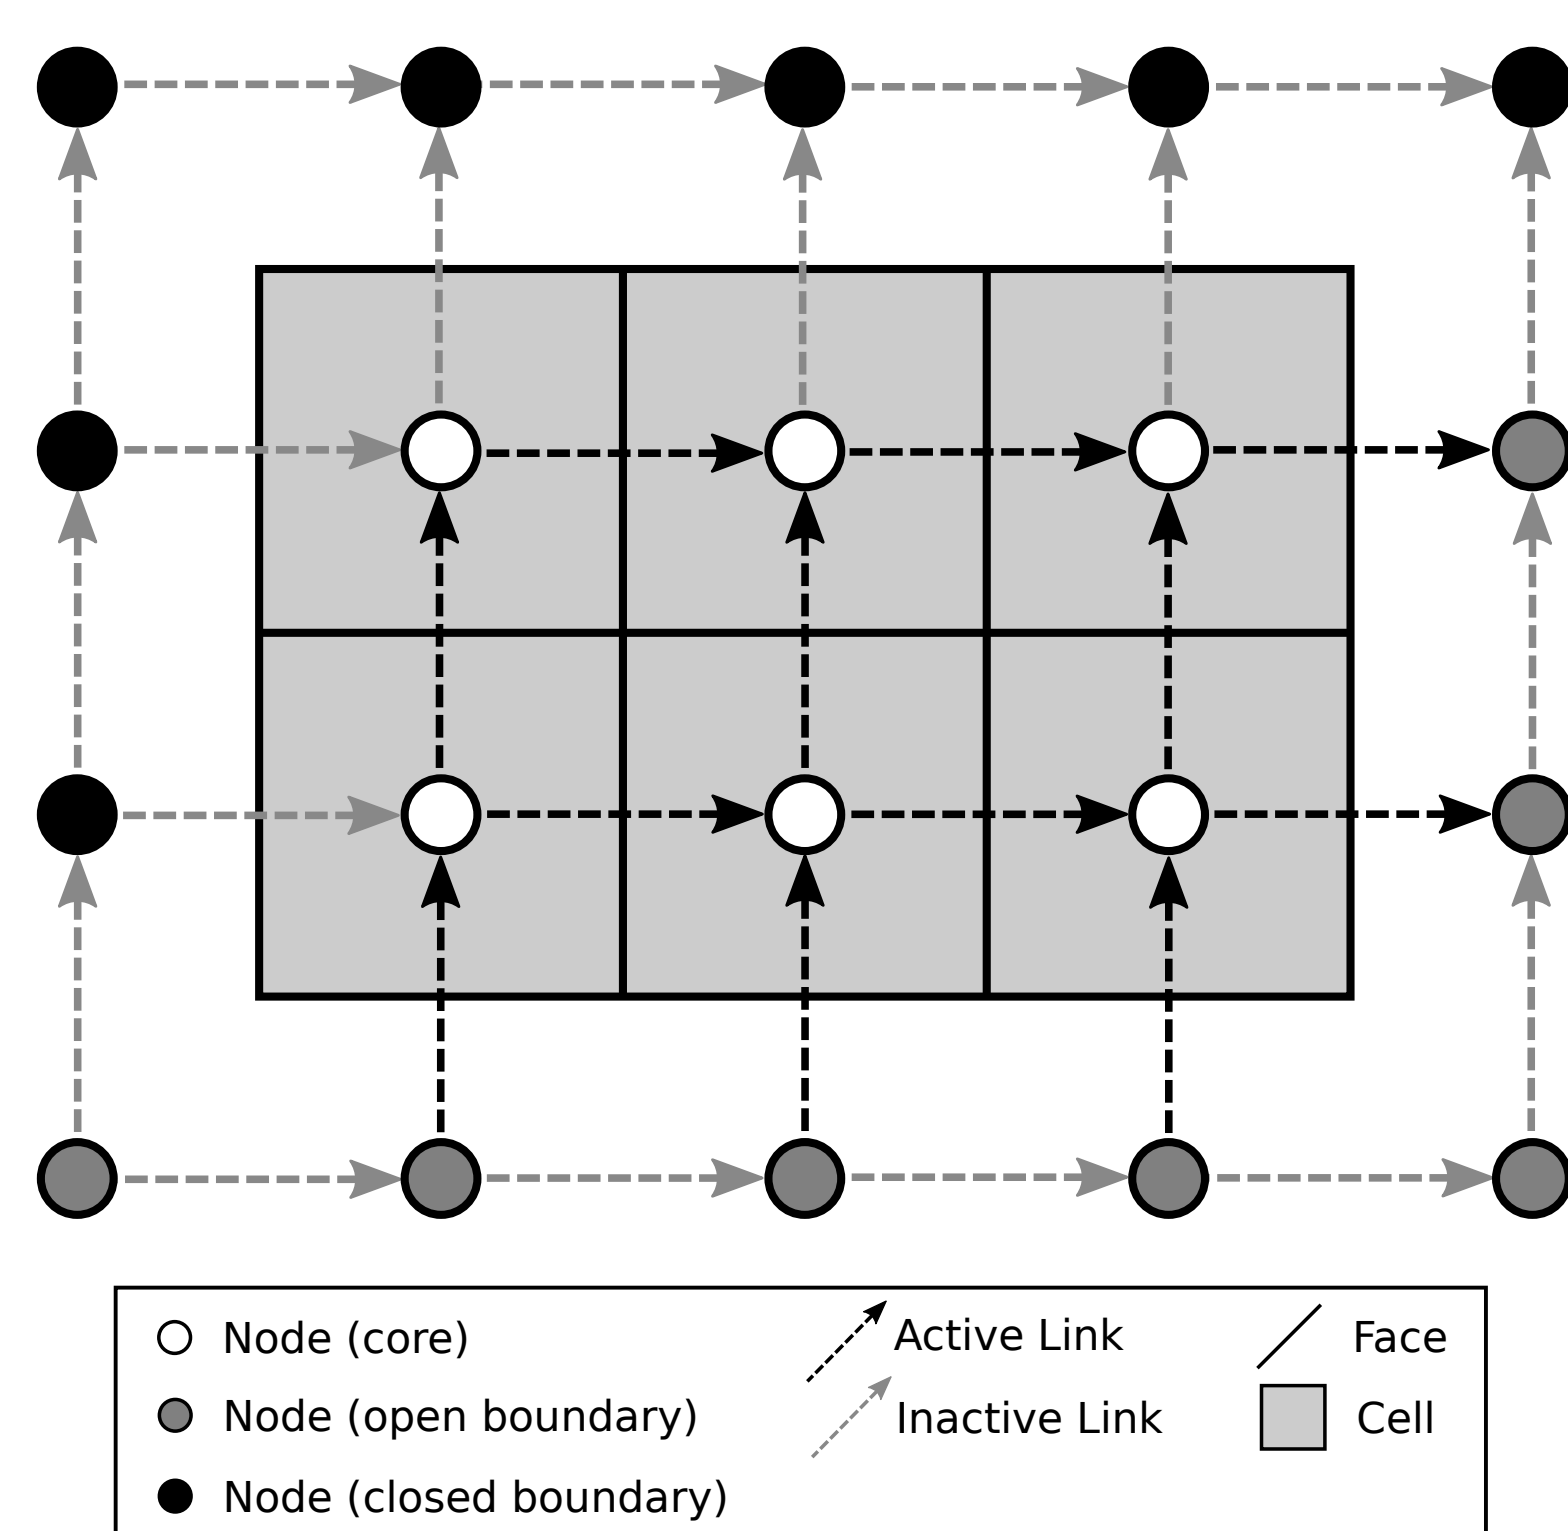 Node (core)
Node (open boundary)
Node (closed boundary)
Active Link
Inactive Link
Face
Cell